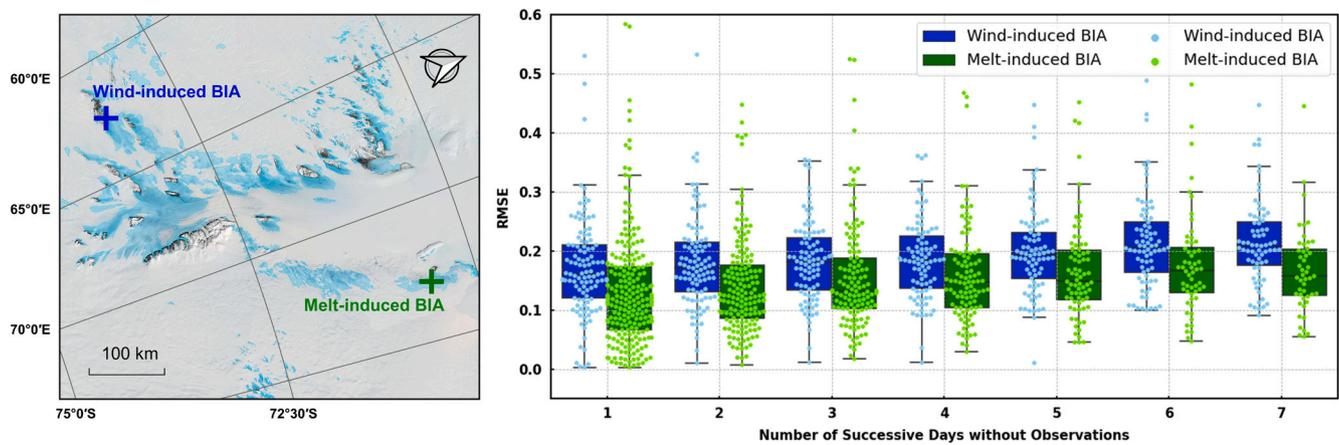 60°0'E
65°0'E
70°0'E
Wind-induced BIA
Melt-induced BIA
100 km
75°0'S
72°30'S
RMSE
0.6
0.5
0.4
0.3
0.2
0.1
0.0
Wind-induced BIA
Melt-induced BIA
Wind-induced BIA
Melt-induced BIA
1 2 3 4 5 6 7
Number of Successive Days without Observations